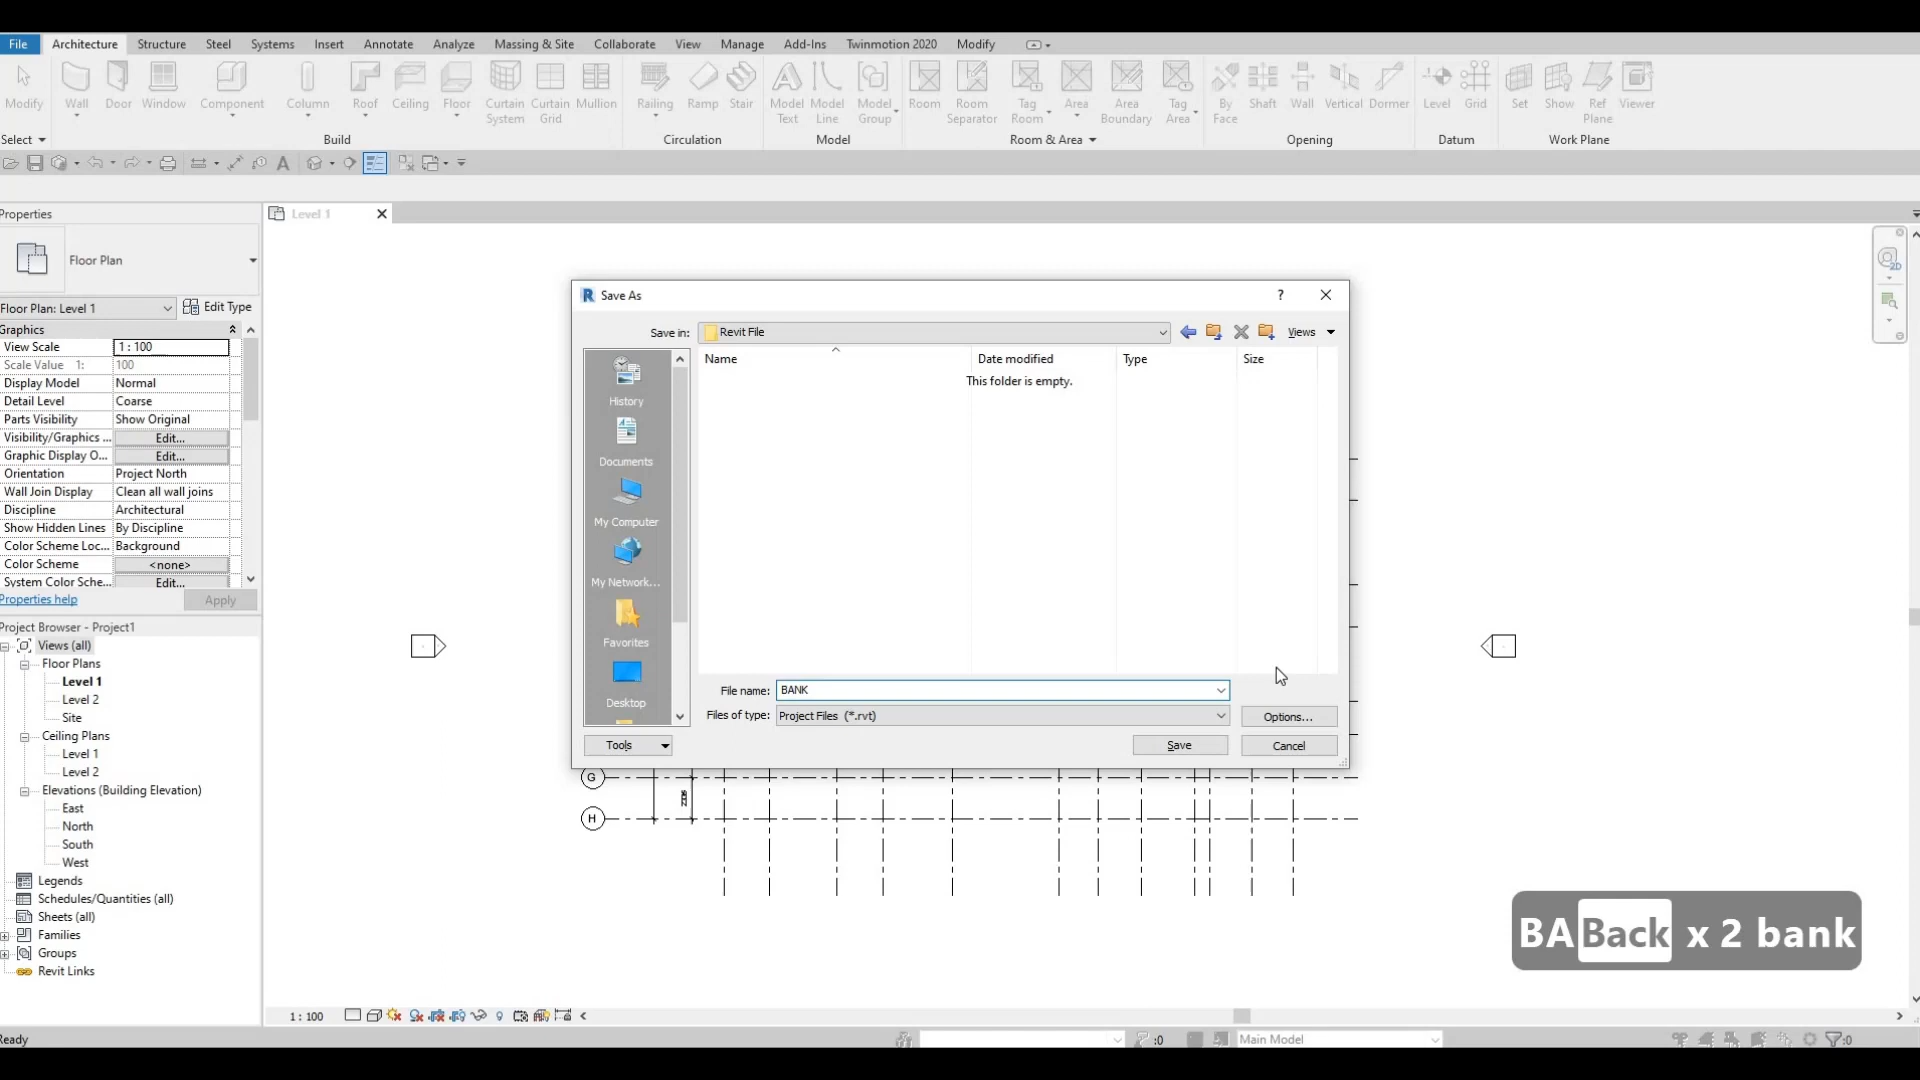 File Architecture Structure Steel Systems Insert Annotate Analyze Massing & Site Collaborate View Manage Add-Ins Twinmotion 2020 Modify
Modify Wall Door Window Component Column Roof Ceiling Floor Curtain System Curtain Grid Mullion Railing Ramp Stair Model Text Model Line Model Group Room Room Separator Tag Room Area Area Boundary Tag Area By Face Shaft Wall Vertical Dormer Level Grid Set Show Ref Plane Viewer
Select Build Circulation Model Room & Area Opening Datum Work Plane
Properties
Level 1
Floor Plan
Floor Plan: Level 1 Edit Type
Graphics
View Scale 1 : 100
Scale Value 1: 100
Display Model Normal
Detail Level Coarse
Parts Visibility Show Original
Visibility/Graphics ... Edit...
Graphic Display O... Edit...
Orientation Project North
Wall Join Display Clean all wall joins
Discipline Architectural
Show Hidden Lines By Discipline
Color Scheme Loc... Background
Color Scheme <none>
System Color Sche... Edit...
Properties help Apply
Project Browser - Project1
Views (all)
Floor Plans
Level 1
Level 2
Site
Ceiling Plans
Level 1
Level 2
Elevations (Building Elevation)
East
North
South
West
Legends
Schedules/Quantities (all)
Sheets (all)
Families
Groups
Revit Links
R Save As ?
Save in: Revit File Views
Name Date modified Type Size
This folder is empty.
History
Documents
My Computer
My Network...
Favorites
Desktop
File name: BANK
Files of type: Project Files (*.rvt) Options...
Tools Save Cancel
G
H
2D
BA Back x 2 bank
1 : 100
Ready :0 Main Model :0